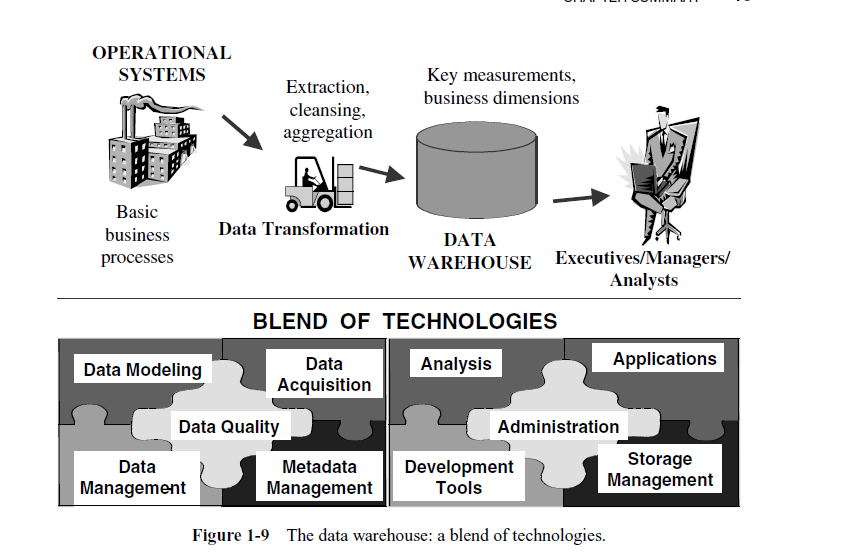 OPERATIONAL
SYSTEMS
Extraction,
cleansing,
aggregation
Key measurements,
business dimensions
Basic
business
processes
Data Transformation
DATA
WAREHOUSE
Executives/Managers/
Analysts
BLEND OF TECHNOLOGIES
Data Modeling
Data
Acquisition
Analysis
Applications
Data Quality
Administration
Data
Management
Metadata
Management
Development
Tools
Storage
Management
Figure 1-9 The data warehouse: a blend of technologies.